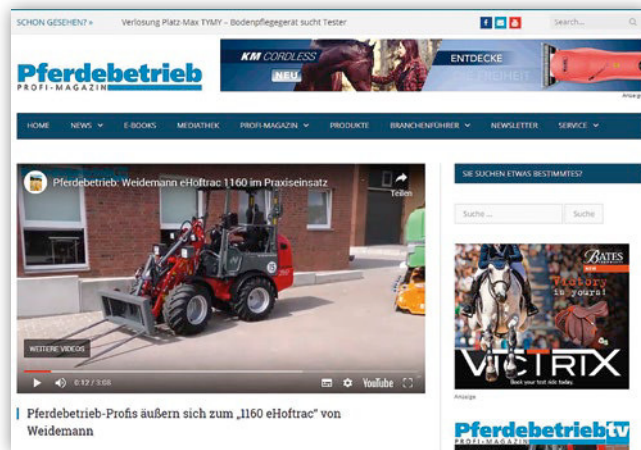 SCHON GESEHEN? »
Verlosung Platz-Max TYMY – Bodenpflegegerät sucht Tester
Search...
Pferdebetrieb
PROFI-MAGAZIN
KM CORDLESS
NEU
ENTDECKE
DIE FREIHEIT
Anzeige
HOME NEWS E-BOOKS MEDIATHEK PROFI-MAGAZIN PRODUKTE BRANCHENFÜHRER NEWSLETTER SERVICE
Pferdebetrieb: Weidemann eHoftrac 1160 im Praxiseinsatz
Teilen
WEITERE VIDEOS
0:12 / 3:08
YouTube
Pferdebetrieb-Profis äußern sich zum „1160 eHoftrac“ von
Weidemann
SIE SUCHEN ETWAS BESTIMMTES?
Suche ...
Suche
BATES
NEW
Victory
is yours!
VICTRIX
Book your test ride today.
Anzeige
Pferdebetrieb tv
PROFI-MAGAZIN